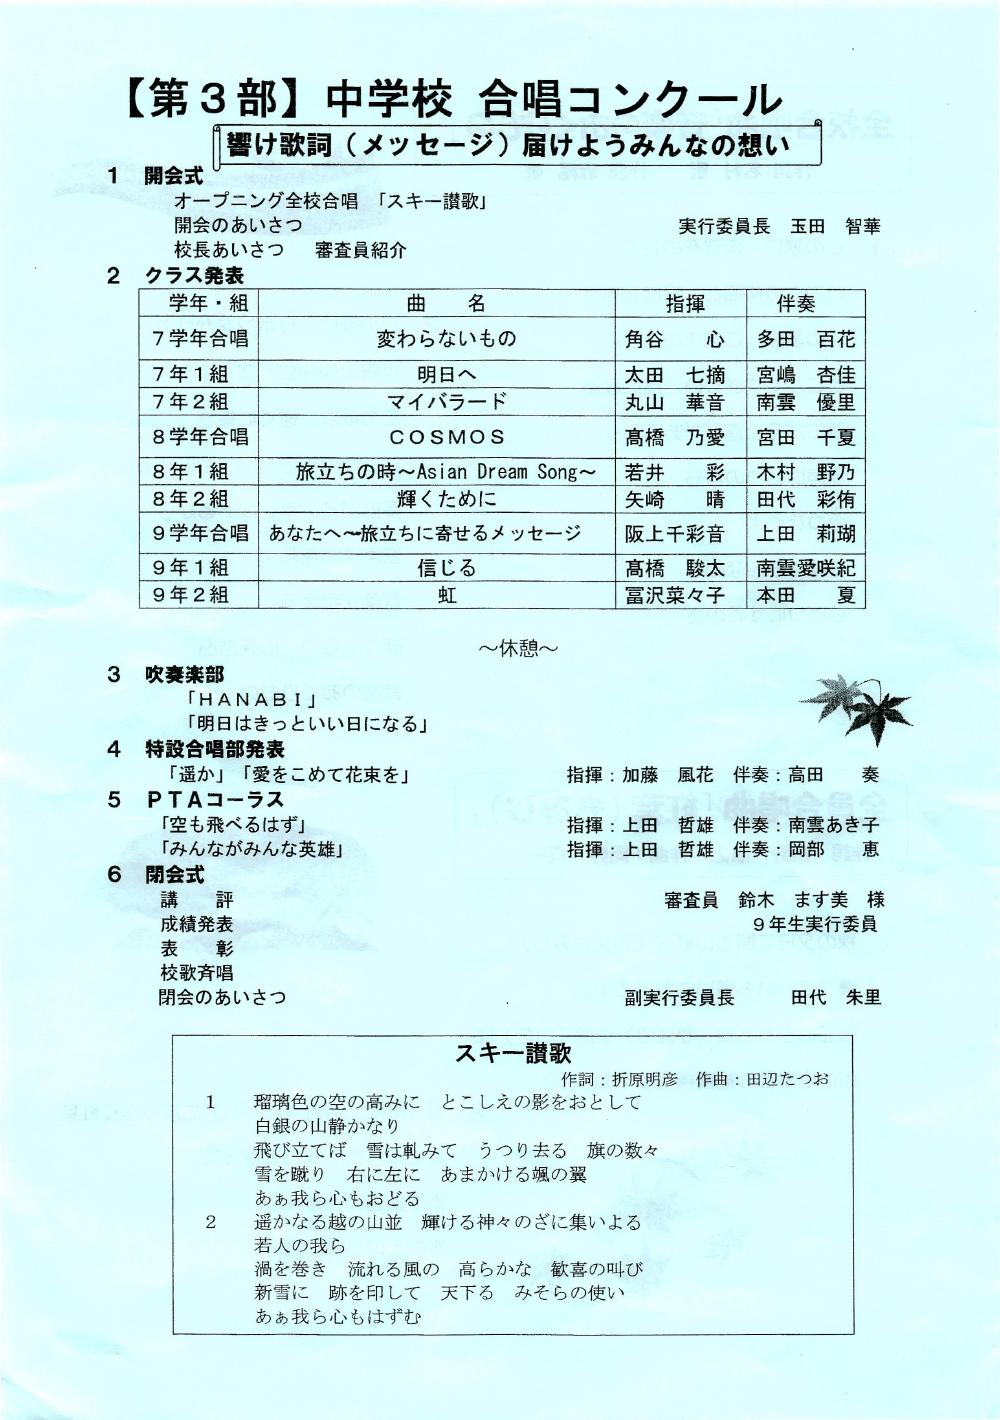 【第３部】中学校 合唱コンクール
響け歌詞（メッセージ）届けようみんなの想い
１ 開会式
オープニング全校合唱 「スキー讃歌」
開会のあいさつ 実行委員長 玉田 智華
校長あいさつ 審査員紹介
２ クラス発表
学年・組 曲 名 指揮 伴奏
７学年合唱 変わらないもの 角谷 心 多田 百花
７年１組 明日へ 太田 七摘 宮嶋 杏佳
７年２組 マイバラード 丸山 華音 南雲 優里
８学年合唱 ＣＯＳＭＯＳ 髙橋 乃愛 宮田 千夏
８年１組 旅立ちの時～Asian Dream Song～ 若井 彩 木村 野乃
８年２組 輝くために 矢崎 晴 田代 彩侑
９学年合唱 あなたへ～旅立ちに寄せるメッセージ 阪上千彩音 上田 莉瑚
９年１組 信じる 髙橋 駿太 南雲愛咲紀
９年２組 虹 冨沢菜々子 本田 夏
～休憩～
３ 吹奏楽部
「ＨＡＮＡＢＩ」
「明日はきっといい日になる」
４ 特設合唱部発表
「遥か」「愛をこめて花束を」 指揮：加藤 風花 伴奏：高田 奏
５ ＰＴＡコーラス
「空も飛べるはず」 指揮：上田 哲雄 伴奏：南雲あき子
「みんながみんな英雄」 指揮：上田 哲雄 伴奏：岡部 恵
６ 閉会式
講 評 審査員 鈴木 ます美 様
成績発表 ９年生実行委員
表 彰
校歌斉唱
閉会のあいさつ 副実行委員長 田代 朱里
スキー讃歌
作詞：折原明彦 作曲：田辺たつお
１ 瑠璃色の空の高みに とこしえの影をおとして
白銀の山静かなり
飛び立てば 雪は軋みて うつり去る 旗の数々
雪を蹴り 右に左に あまかける颯の翼
あぁ我ら心もおどる
２ 遥かなる越の山並 輝ける神々のざに集いよる
若人の我ら
渦を巻き 流れる風の 高らかな 歓喜の叫び
新雪に 跡を印して 天下る みそらの使い
あぁ我ら心もはずむ